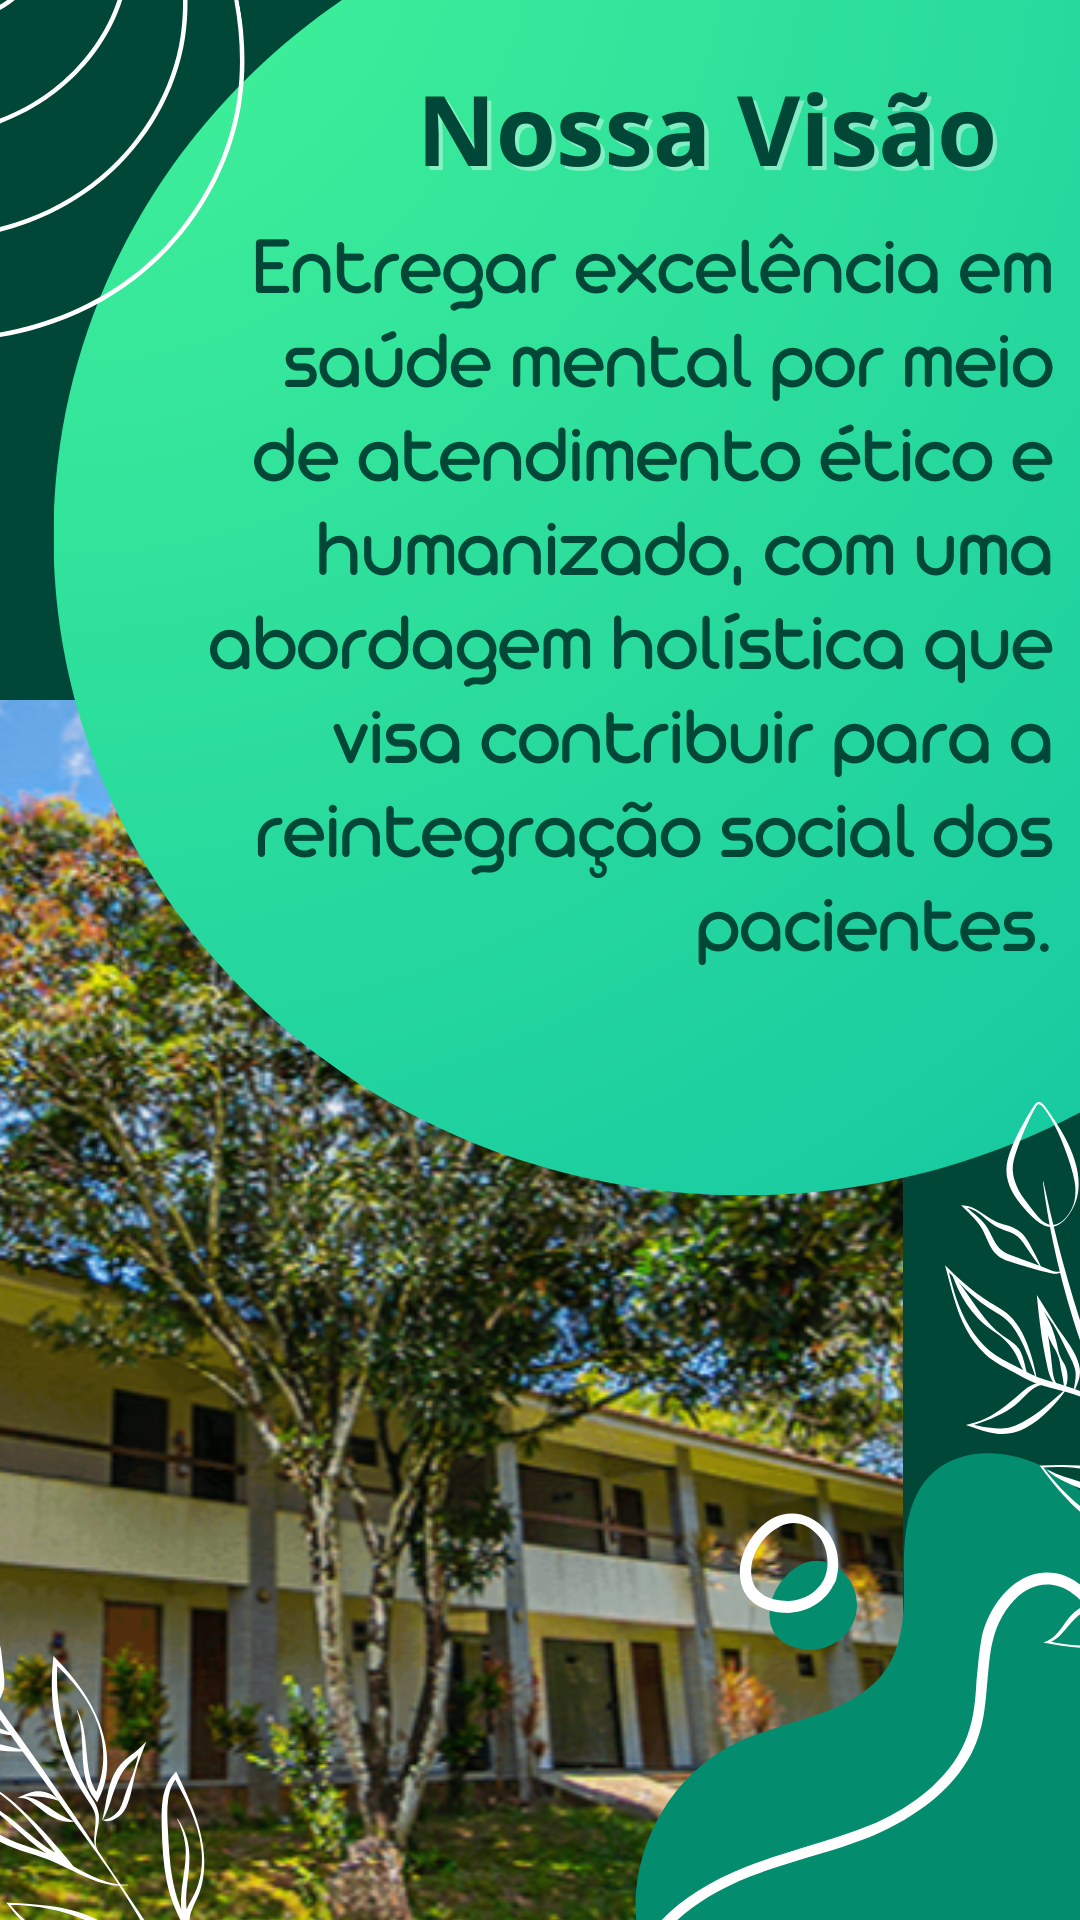 Nossa Visão
Entregar excelência em
saúde mental por meio
de atendimento ético e
humanizado, com uma
abordagem holística que
visa contribuir para a
reintegração social dos
pacientes.